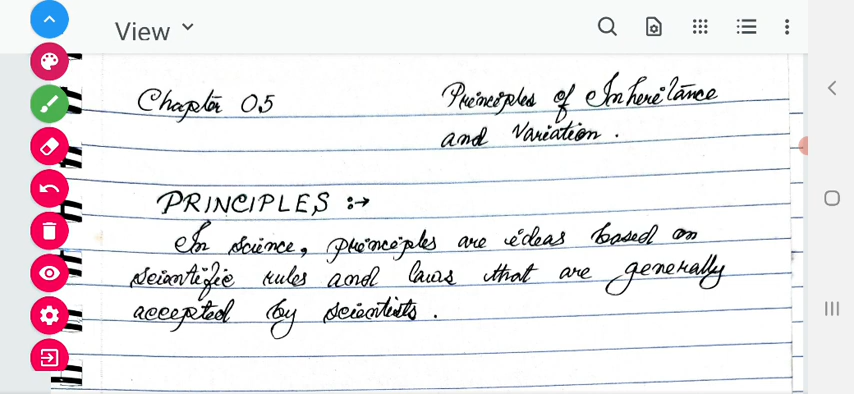 View
Chapter 05
Principles of Inheritance
and Variation.
PRINCIPLES :→
In science, principles are ideas based on
scientific rules and laws that are generally
accepted by scientists.